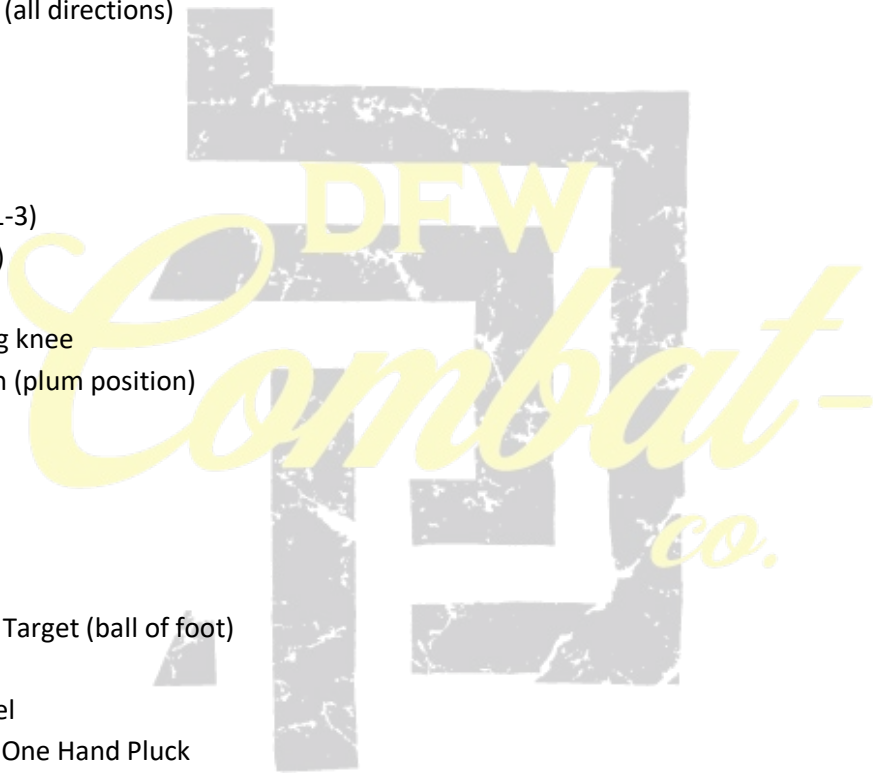 (all directions)
DFW
-3)
)
Combat-
g knee
(plum position)
co.
Target (ball of foot)
el
One Hand Pluck